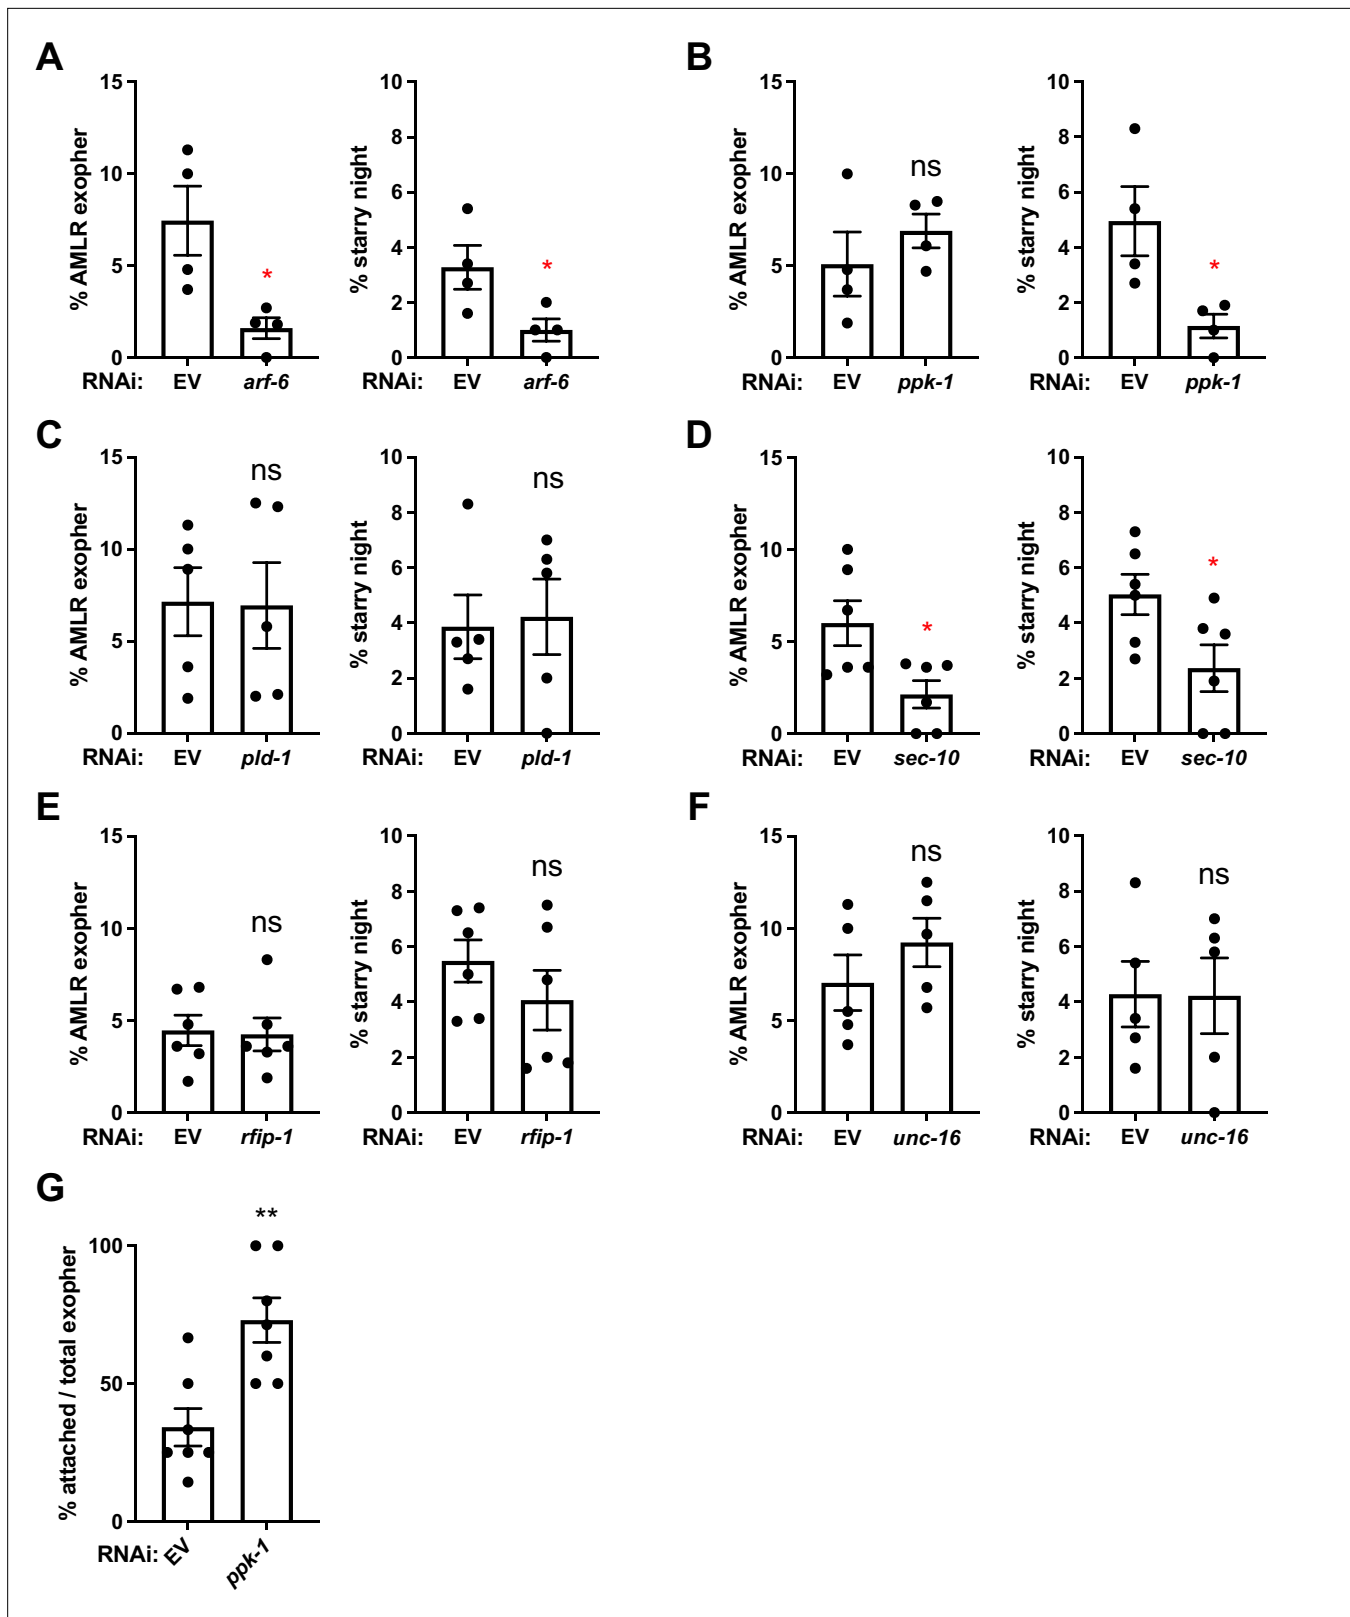 A
% AMLR exopher
15
10
5
0
*
RNAi: EV arf-6
% starry night
10
8
6
4
2
0
*
RNAi: EV arf-6
B
% AMLR exopher
15
10
5
0
ns
RNAi: EV ppk-1
% starry night
10
8
6
4
2
0
*
RNAi: EV ppk-1
C
% AMLR exopher
15
10
5
0
ns
RNAi: EV pld-1
% starry night
10
8
6
4
2
0
ns
RNAi: EV pld-1
D
% AMLR exopher
15
10
5
0
*
RNAi: EV sec-10
% starry night
10
8
6
4
2
0
*
RNAi: EV sec-10
E
% AMLR exopher
15
10
5
0
ns
RNAi: EV rfip-1
% starry night
10
8
6
4
2
0
ns
RNAi: EV rfip-1
F
% AMLR exopher
15
10
5
0
ns
RNAi: EV unc-16
% starry night
10
8
6
4
2
0
ns
RNAi: EV unc-16
G
% attached / total exopher
100
50
0
**
RNAi: EV ppk-1